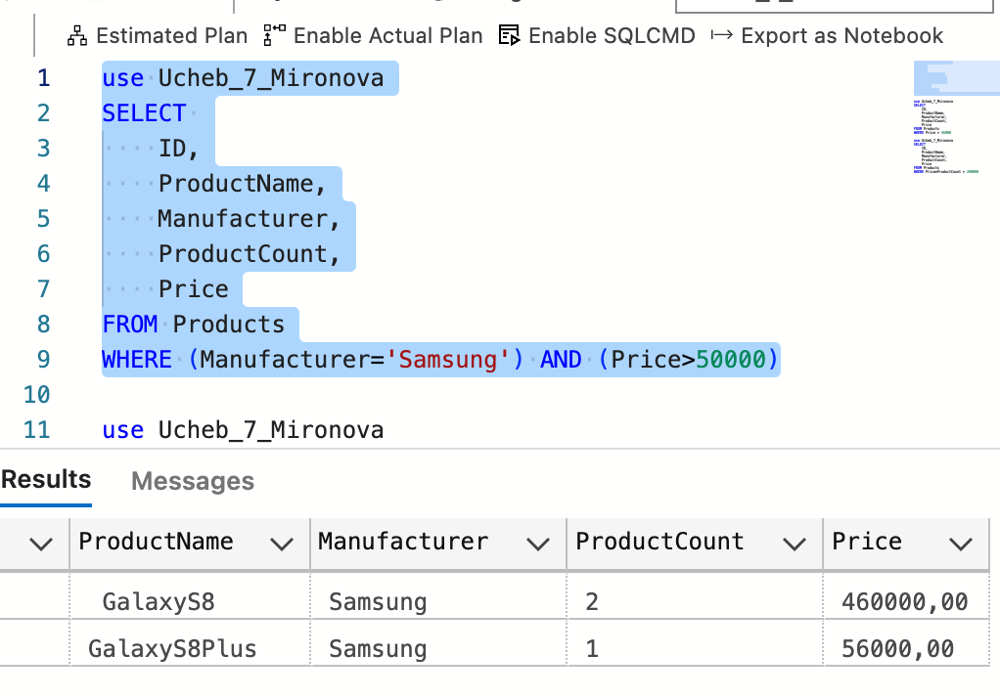 Estimated Plan Enable Actual Plan Enable SQLCMD Export as Notebook
1 use Ucheb_7_Mironova
2 SELECT
3 ID,
4 ProductName,
5 Manufacturer,
6 ProductCount,
7 Price
8 FROM Products
9 WHERE (Manufacturer='Samsung') AND (Price>50000)
10
11 use Ucheb_7_Mironova
Results Messages
ProductName Manufacturer ProductCount Price
GalaxyS8 Samsung 2 460000,00
GalaxyS8Plus Samsung 1 56000,00